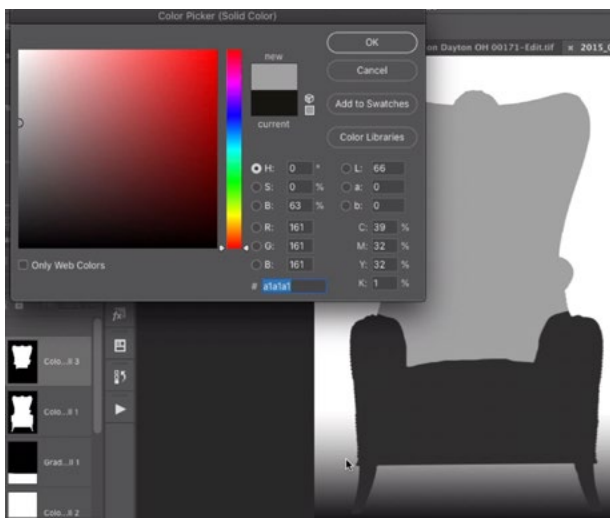 Color Picker (Solid Color)
new
current
OK
Cancel
Add to Swatches
Color Libraries
H: 0 °
S: 0 %
B: 63 %
R: 161
G: 161
B: 161
# a1a1a1
L: 66
a: 0
b: 0
C: 39 %
M: 32 %
Y: 32 %
K: 1 %
Only Web Colors
on Dayton OH 00171-Edit.tif
× 2015_0
fx
Colo...ll 3
Colo...ll 1
Grad...ll 1
Colo...ll 2